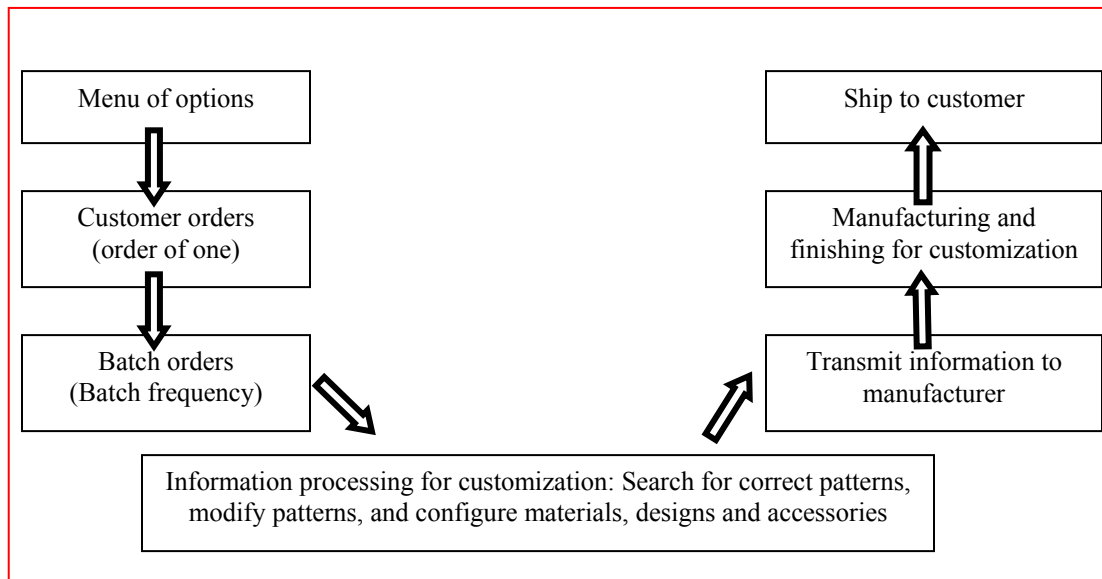 Menu of options
Customer orders
(order of one)
Batch orders
(Batch frequency)
Information processing for customization: Search for correct patterns,
modify patterns, and configure materials, designs and accessories
Transmit information to
manufacturer
Manufacturing and
finishing for customization
Ship to customer